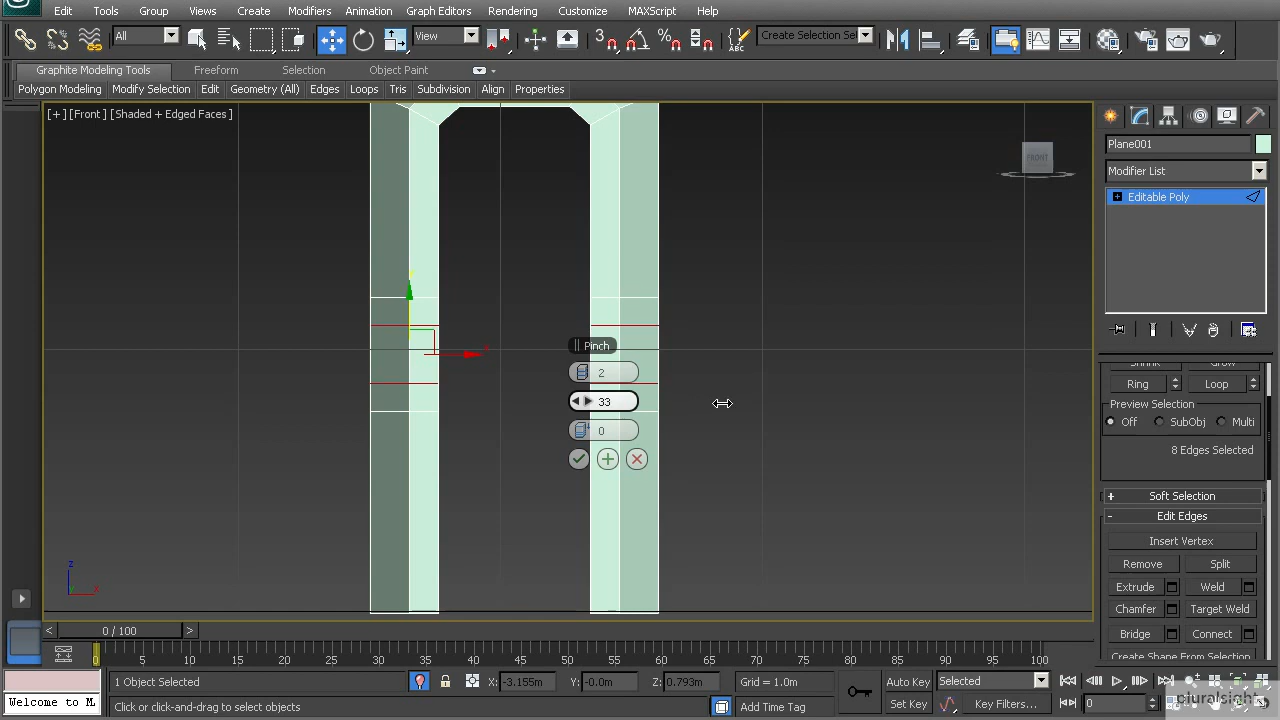 Edit Tools Group Views Create Modifiers Animation Graph Editors Rendering Customize MAXScript Help
All View Create Selection Se
Graphite Modeling Tools Freeform Selection Object Paint
Polygon Modeling Modify Selection Edit Geometry (All) Edges Loops Tris Subdivision Align Properties
[+] [Front] [Shaded + Edged Faces]
FRONT
Plane001
Modifier List
Editable Poly
Ring Loop
Preview Selection
Off SubObj Multi
8 Edges Selected
+ Soft Selection
- Edit Edges
Insert Vertex
Remove Split
Extrude Weld
Chamfer Target Weld
Bridge Connect
Create Shape From Selection
Pinch
2
33
0
z
x
< 0 / 100 >
0 5 10 15 20 25 30 35 40 45 50 55 60 65 70 75 80 85 90 95 100
1 Object Selected X: -3.155m Y: -0.0m Z: 0.793m Grid = 1.0m Auto Key Selected
Welcome to M Click or click-and-drag to select objects Add Time Tag Set Key Key Filters... 0
pluralsight